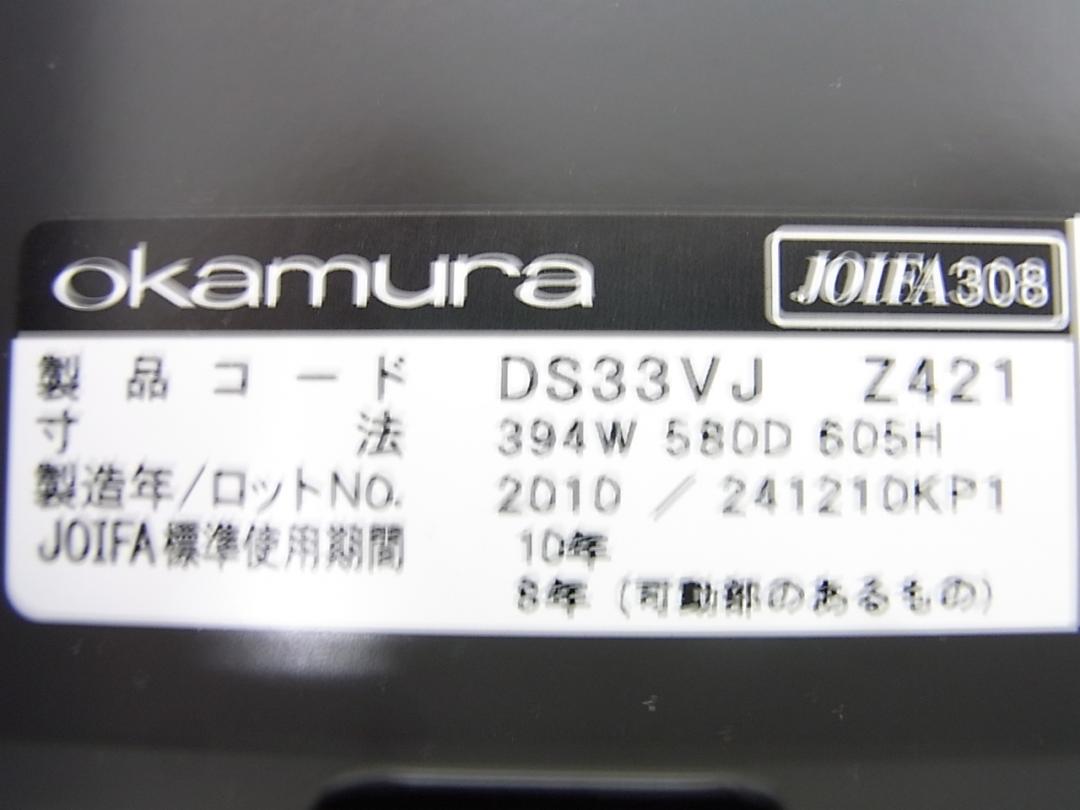 okamura JOIFA308
製品コード DS33VJ Z421
寸法 394W 580D 605H
製造年/ロットNO. 2010 / 241210KP1
JOIFA標準使用期間 10年
8年 (可動部のあるもの)